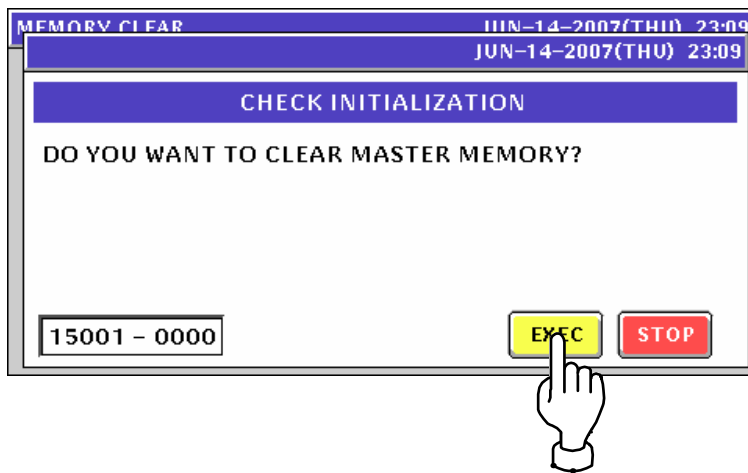 MEMORY CLEAR JUN-14-2007(THU) 23:09
JUN-14-2007(THU) 23:09
CHECK INITIALIZATION
DO YOU WANT TO CLEAR MASTER MEMORY?
15001 - 0000 EXEC STOP